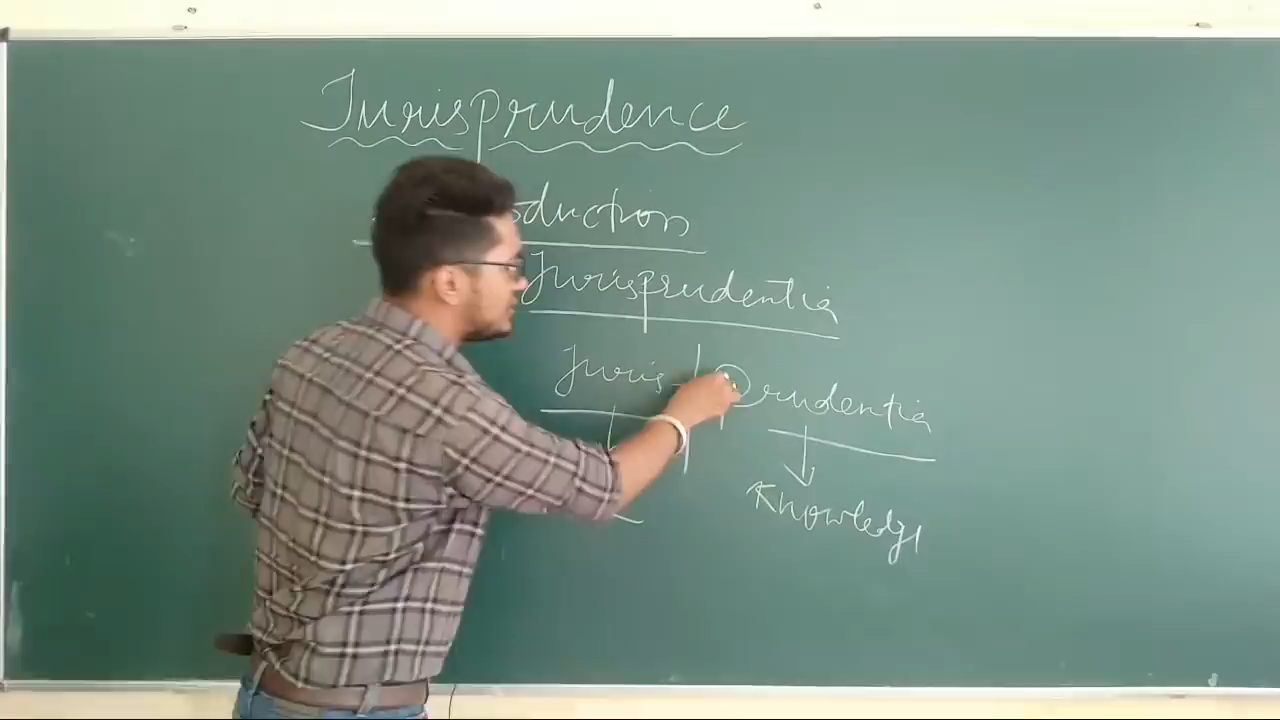 Jurisprudence
oduction
Jurisprudentia
Juris - Prudentia
Knowledge